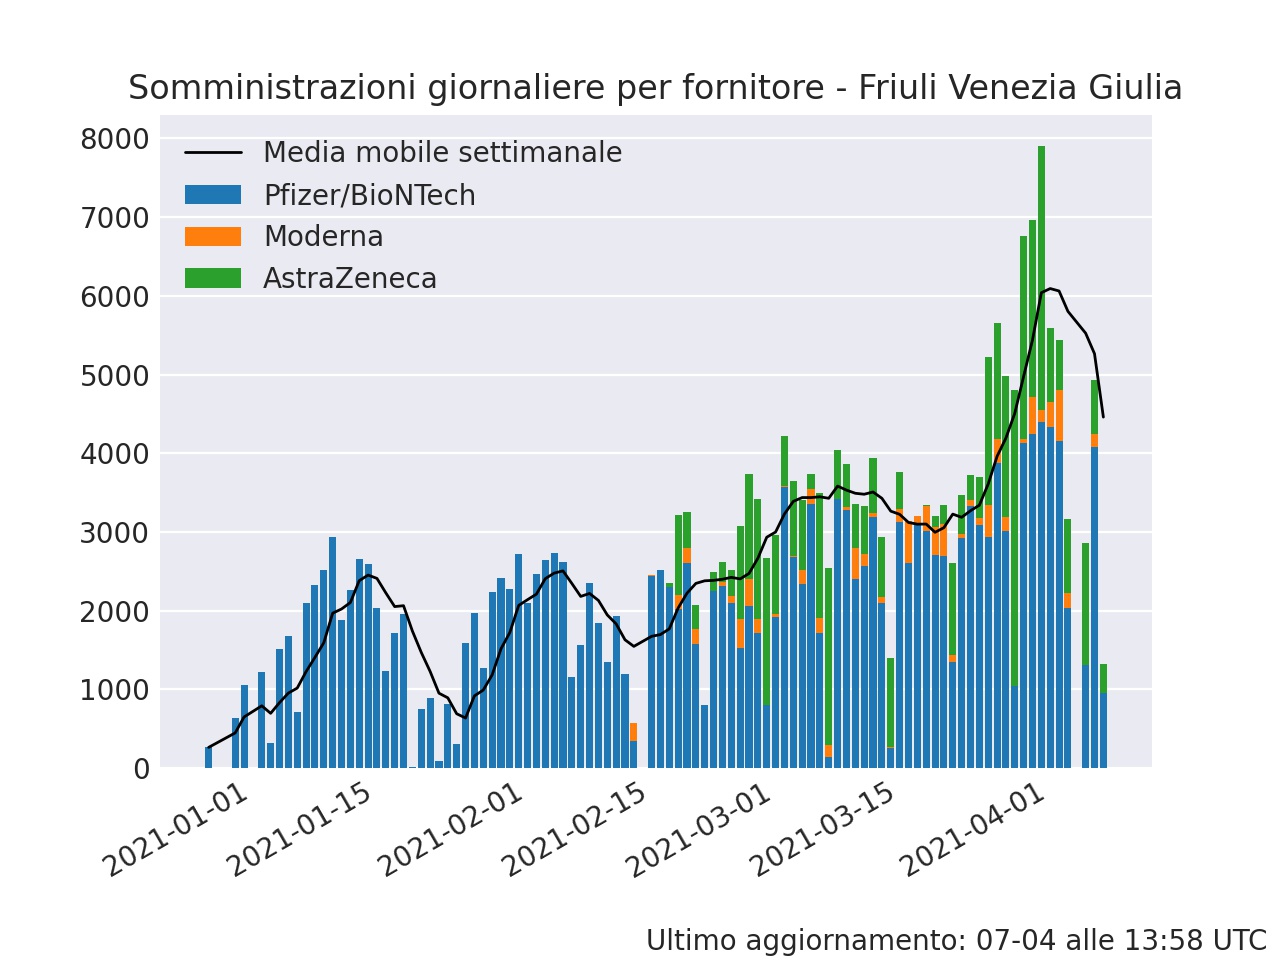 Somministrazioni giornaliere per fornitore - Friuli Venezia Giulia
8000
7000
6000
5000
4000
3000
2000
1000
0
Media mobile settimanale
Pfizer/BioNTech
Moderna
AstraZeneca
2021-01-01
2021-01-15
2021-02-01
2021-02-15
2021-03-01
2021-03-15
2021-04-01
Ultimo aggiornamento: 07-04 alle 13:58 UTC